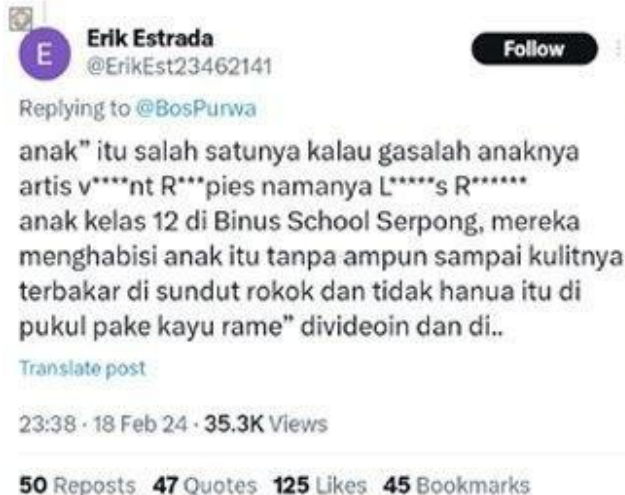 E
Erik Estrada
@ErikEst23462141
Follow
Replying to @BosPurwa
anak” itu salah satunya kalau gasalah anaknya
artis v****nt R***pies namanya L*****s R******
anak kelas 12 di Binus School Serpong, mereka
menghabisi anak itu tanpa ampun sampai kulitnya
terbakar di sundut rokok dan tidak hanua itu di
pukul pake kayu rame” divideoin dan di..
Translate post
23:38 · 18 Feb 24 · 35.3K Views
50 Reposts 47 Quotes 125 Likes 45 Bookmarks